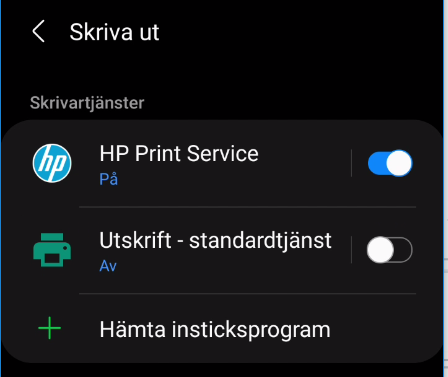 Skriva ut
Skrivartjänster
hp
HP Print Service
På
Utskrift - standardtjänst
Av
Hämta insticksprogram